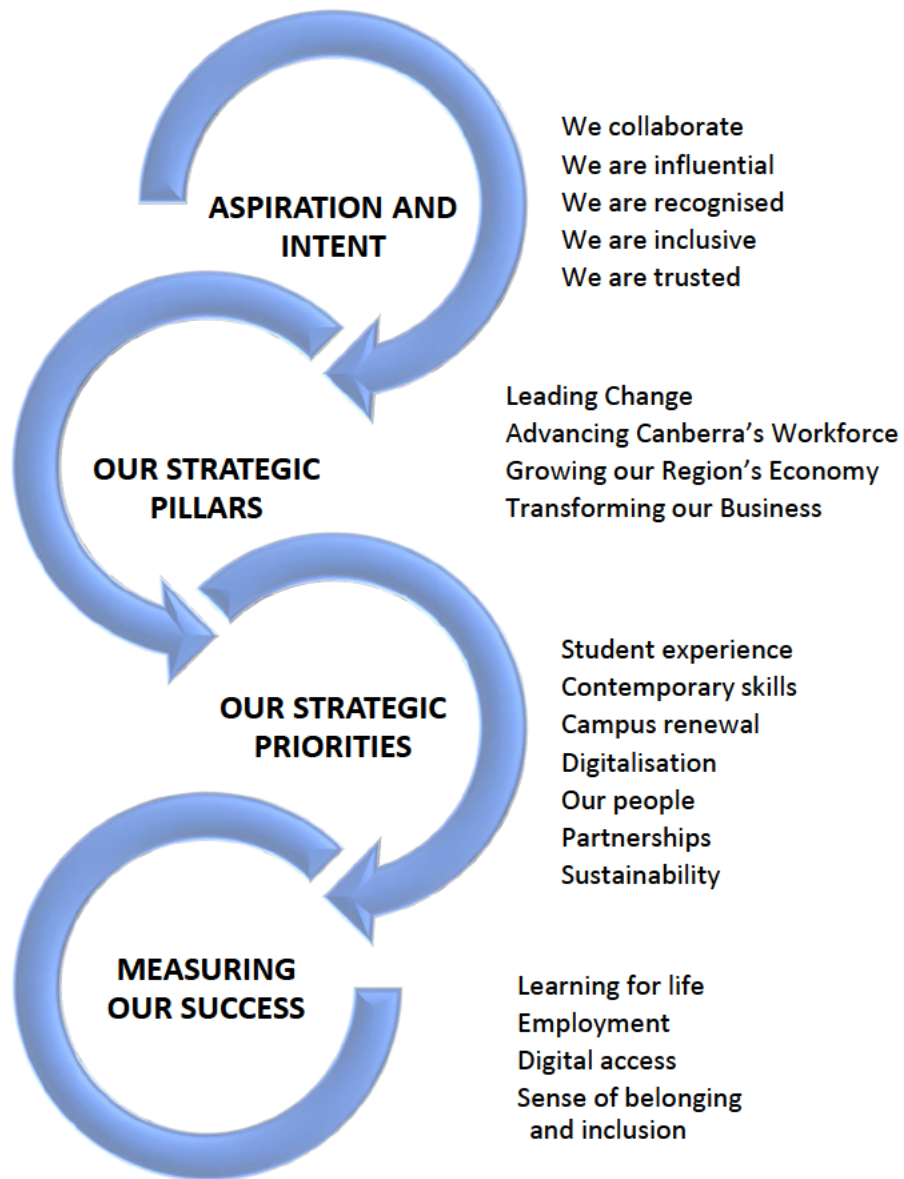 ASPIRATION AND
INTENT
We collaborate
We are influential
We are recognised
We are inclusive
We are trusted
OUR STRATEGIC
PILLARS
Leading Change
Advancing Canberra’s Workforce
Growing our Region’s Economy
Transforming our Business
OUR STRATEGIC
PRIORITIES
Student experience
Contemporary skills
Campus renewal
Digitalisation
Our people
Partnerships
Sustainability
MEASURING
OUR SUCCESS
Learning for life
Employment
Digital access
Sense of belonging
and inclusion